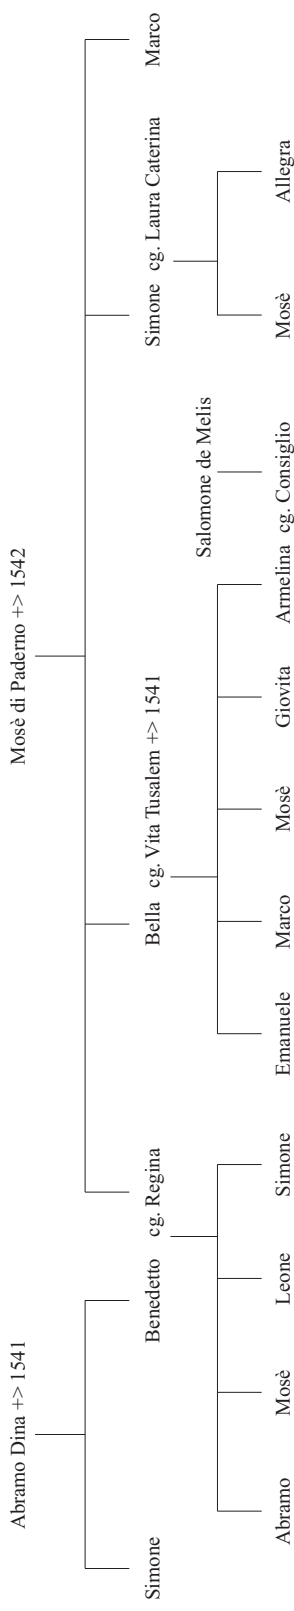 Abramo Dina +> 1541
Mosè di Paderno +> 1542
Simone
Benedetto cg. Regina
Bella cg. Vita Tusalem +> 1541
Simone cg. Laura Caterina
Marco
Salomone de Melis
Abramo
Mosè
Leone
Simone
Emanuele
Marco
Mosè
Giovita
Armelina cg. Consiglio
Mosè
Allegra